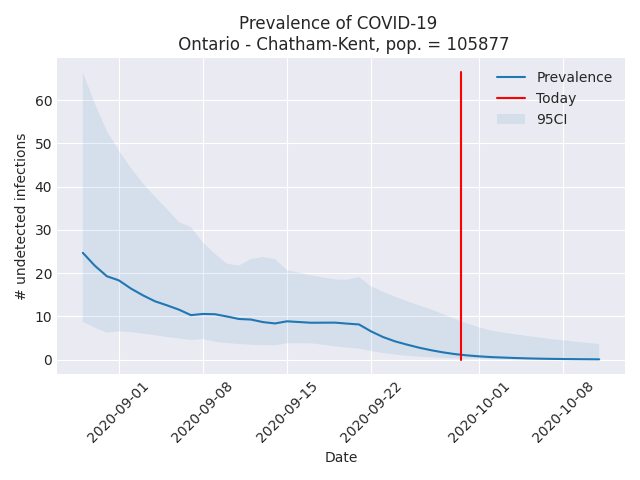 Prevalence of COVID-19
Ontario - Chatham-Kent, pop. = 105877
Prevalence
Today
95CI
# undetected infections
60
50
40
30
20
10
0
2020-09-01
2020-09-08
2020-09-15
2020-09-22
2020-10-01
2020-10-08
Date